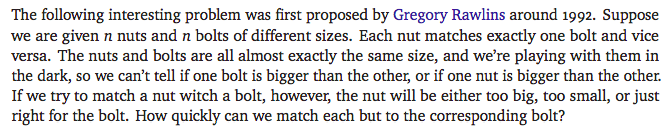 The following interesting problem was first proposed by Gregory Rawlins around 1992. Suppose
we are given n nuts and n bolts of different sizes. Each nut matches exactly one bolt and vice
versa. The nuts and bolts are all almost exactly the same size, and we’re playing with them in
the dark, so we can’t tell if one bolt is bigger than the other, or if one nut is bigger than the other.
If we try to match a nut witch a bolt, however, the nut will be either too big, too small, or just
right for the bolt. How quickly can we match each but to the corresponding bolt?